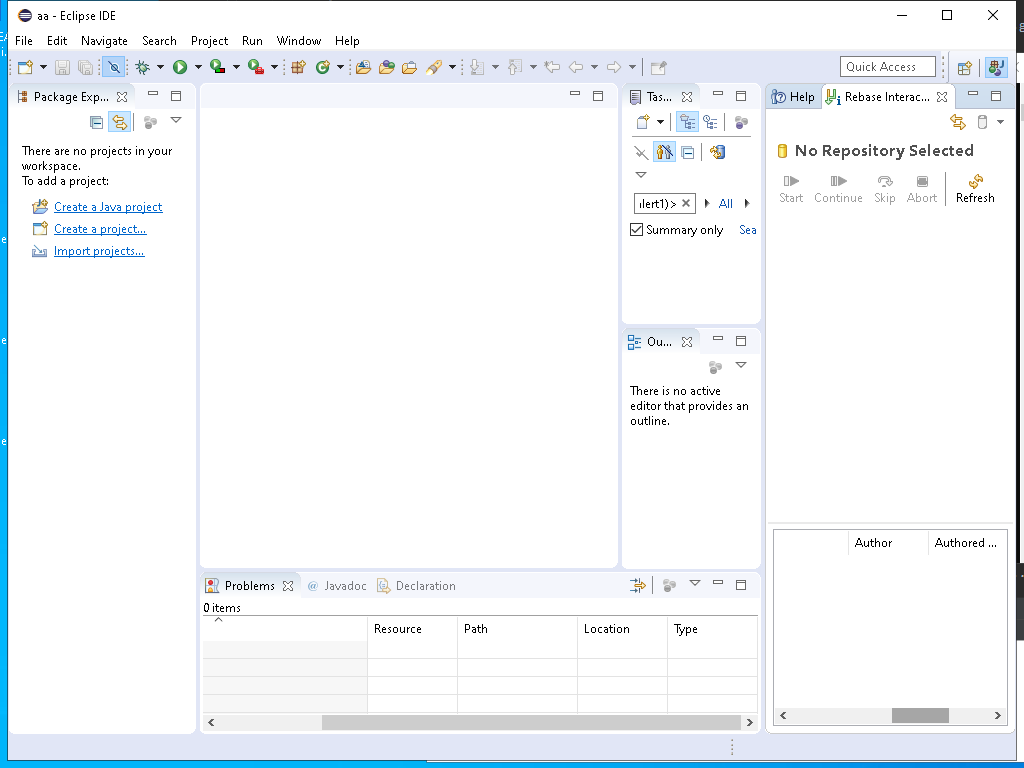 aa - Eclipse IDE
File Edit Navigate Search Project Run Window Help
Quick Access
Package Exp...
There are no projects in your
workspace.
To add a project:
Create a Java project
Create a project...
Import projects...
Tas...
All
Summary only
Sea
Ou...
There is no active
editor that provides an
outline.
Help
Rebase Interac...
No Repository Selected
Start Continue Skip Abort Refresh
Author Authored ...
Problems @ Javadoc Declaration
0 items
Resource Path Location Type